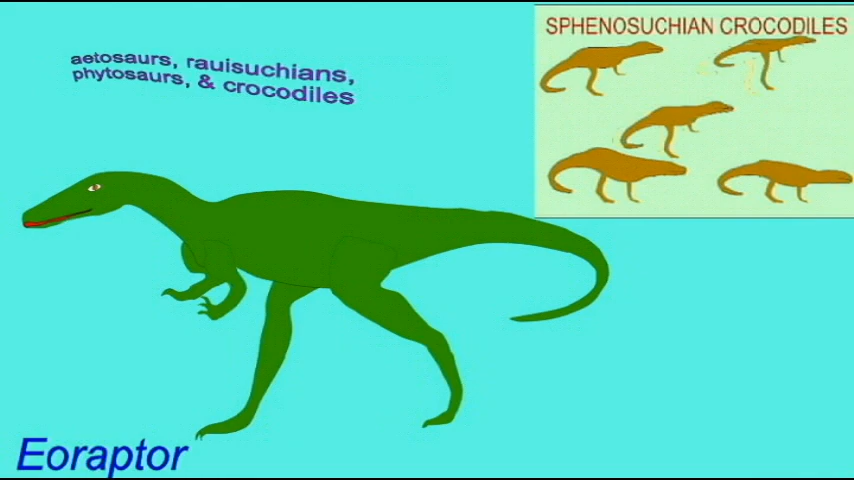 SPHENOSUCHIAN CROCODILES
aetosaurs, rauisuchians,
phytosaurs, & crocodiles
Eoraptor